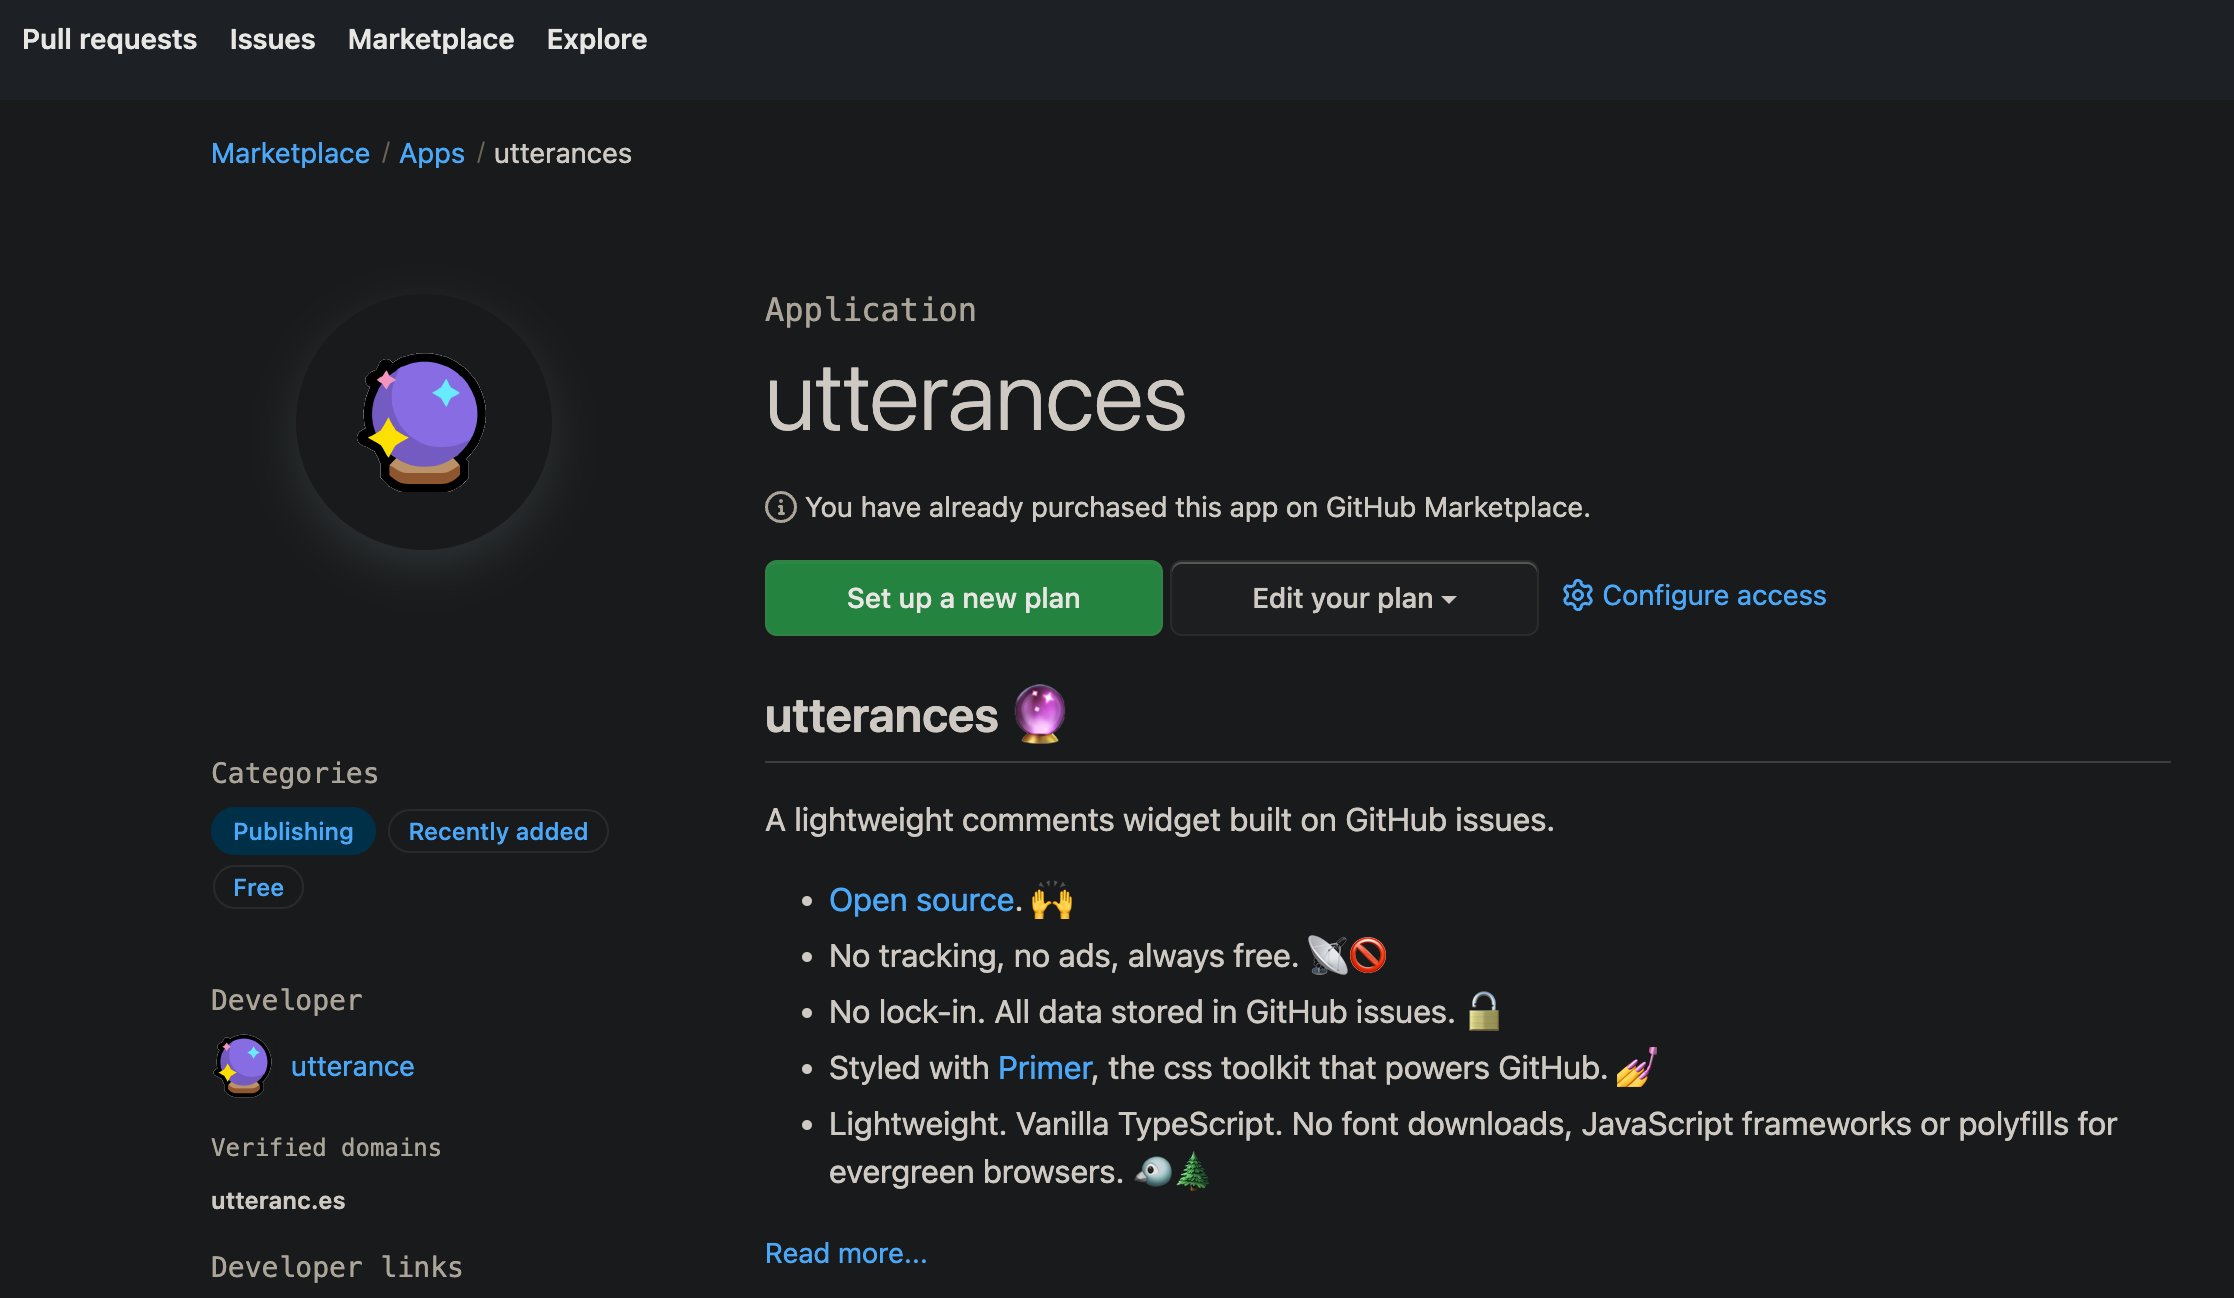 Pull requests Issues Marketplace Explore
Marketplace / Apps / utterances
Application
utterances
You have already purchased this app on GitHub Marketplace.
Set up a new plan
Edit your plan
Configure access
utterances 🔮
Categories
Publishing
Recently added
Free
Developer
utterance
Verified domains
utteranc.es
Developer links
A lightweight comments widget built on GitHub issues.
• Open source. 🙌
• No tracking, no ads, always free. 📡🚫
• No lock-in. All data stored in GitHub issues. 🔓
• Styled with Primer, the css toolkit that powers GitHub. 💅
• Lightweight. Vanilla TypeScript. No font downloads, JavaScript frameworks or polyfills for
evergreen browsers. 🐦🌲
Read more...